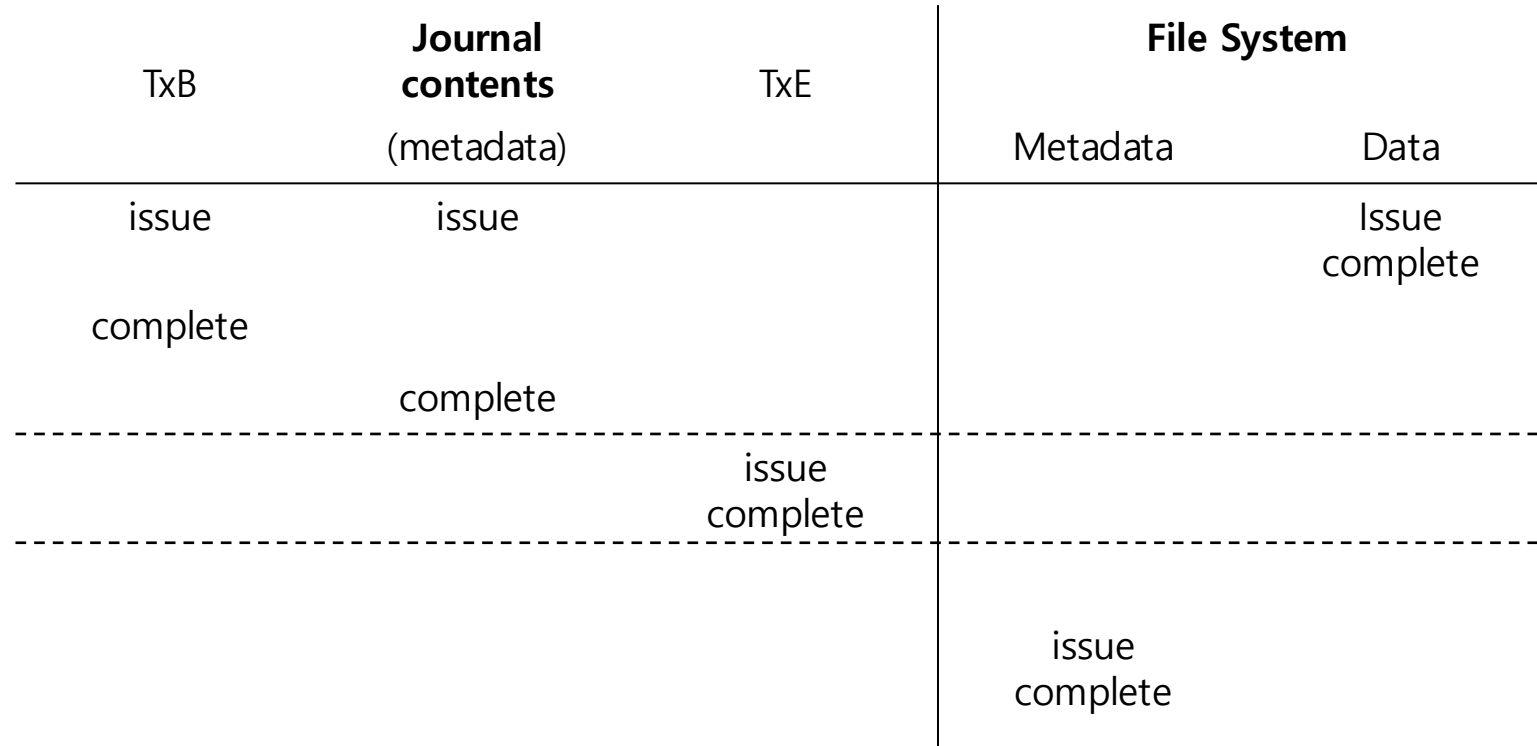 Journal
contents
File System
TxB
TxE
(metadata)
Metadata
Data
issue
issue
Issue
complete
complete
complete
issue
complete
issue
complete